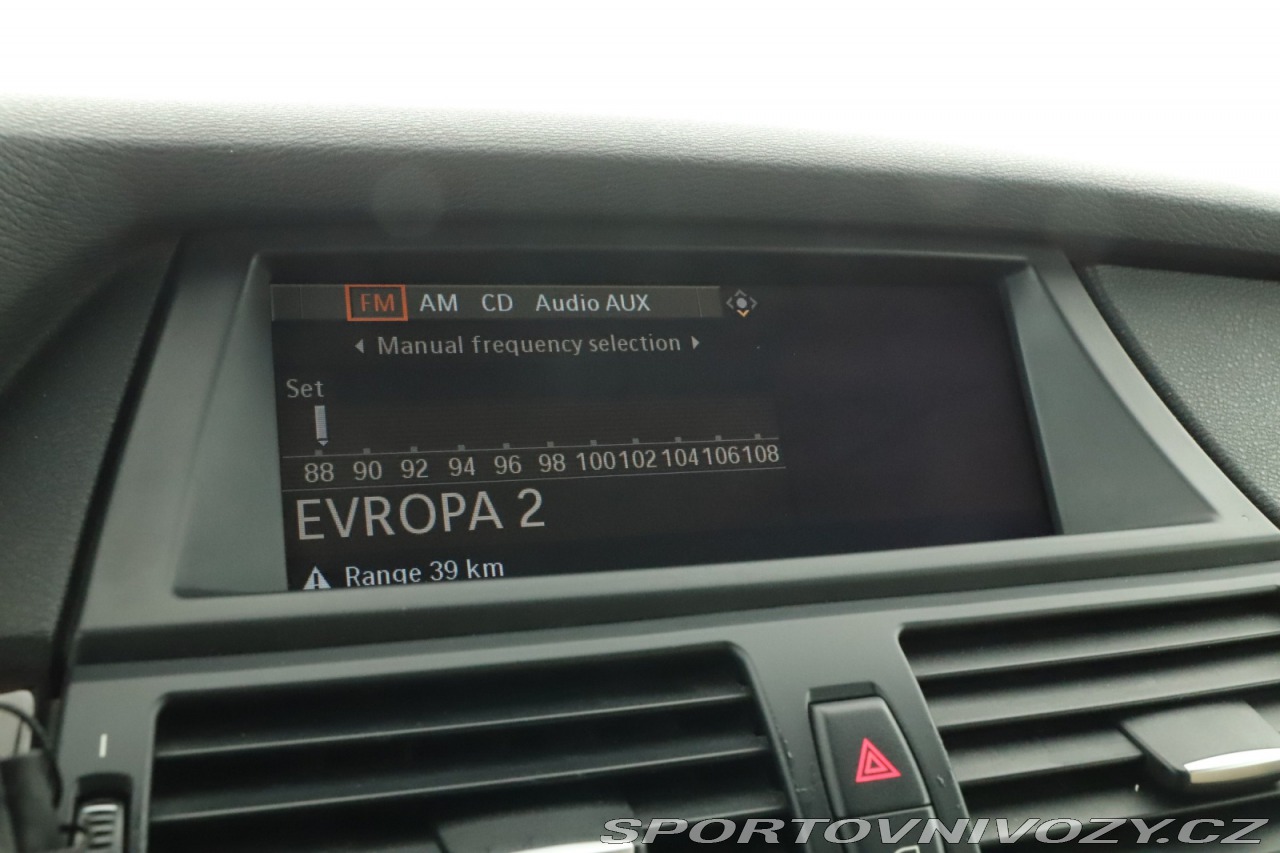 FM AM CD Audio AUX
Manual frequency selection
Set
88 90 92 94 96 98 100 102 104 106 108
EVROPA 2
Range 39 km
SPORTOVNIVOZY.CZ